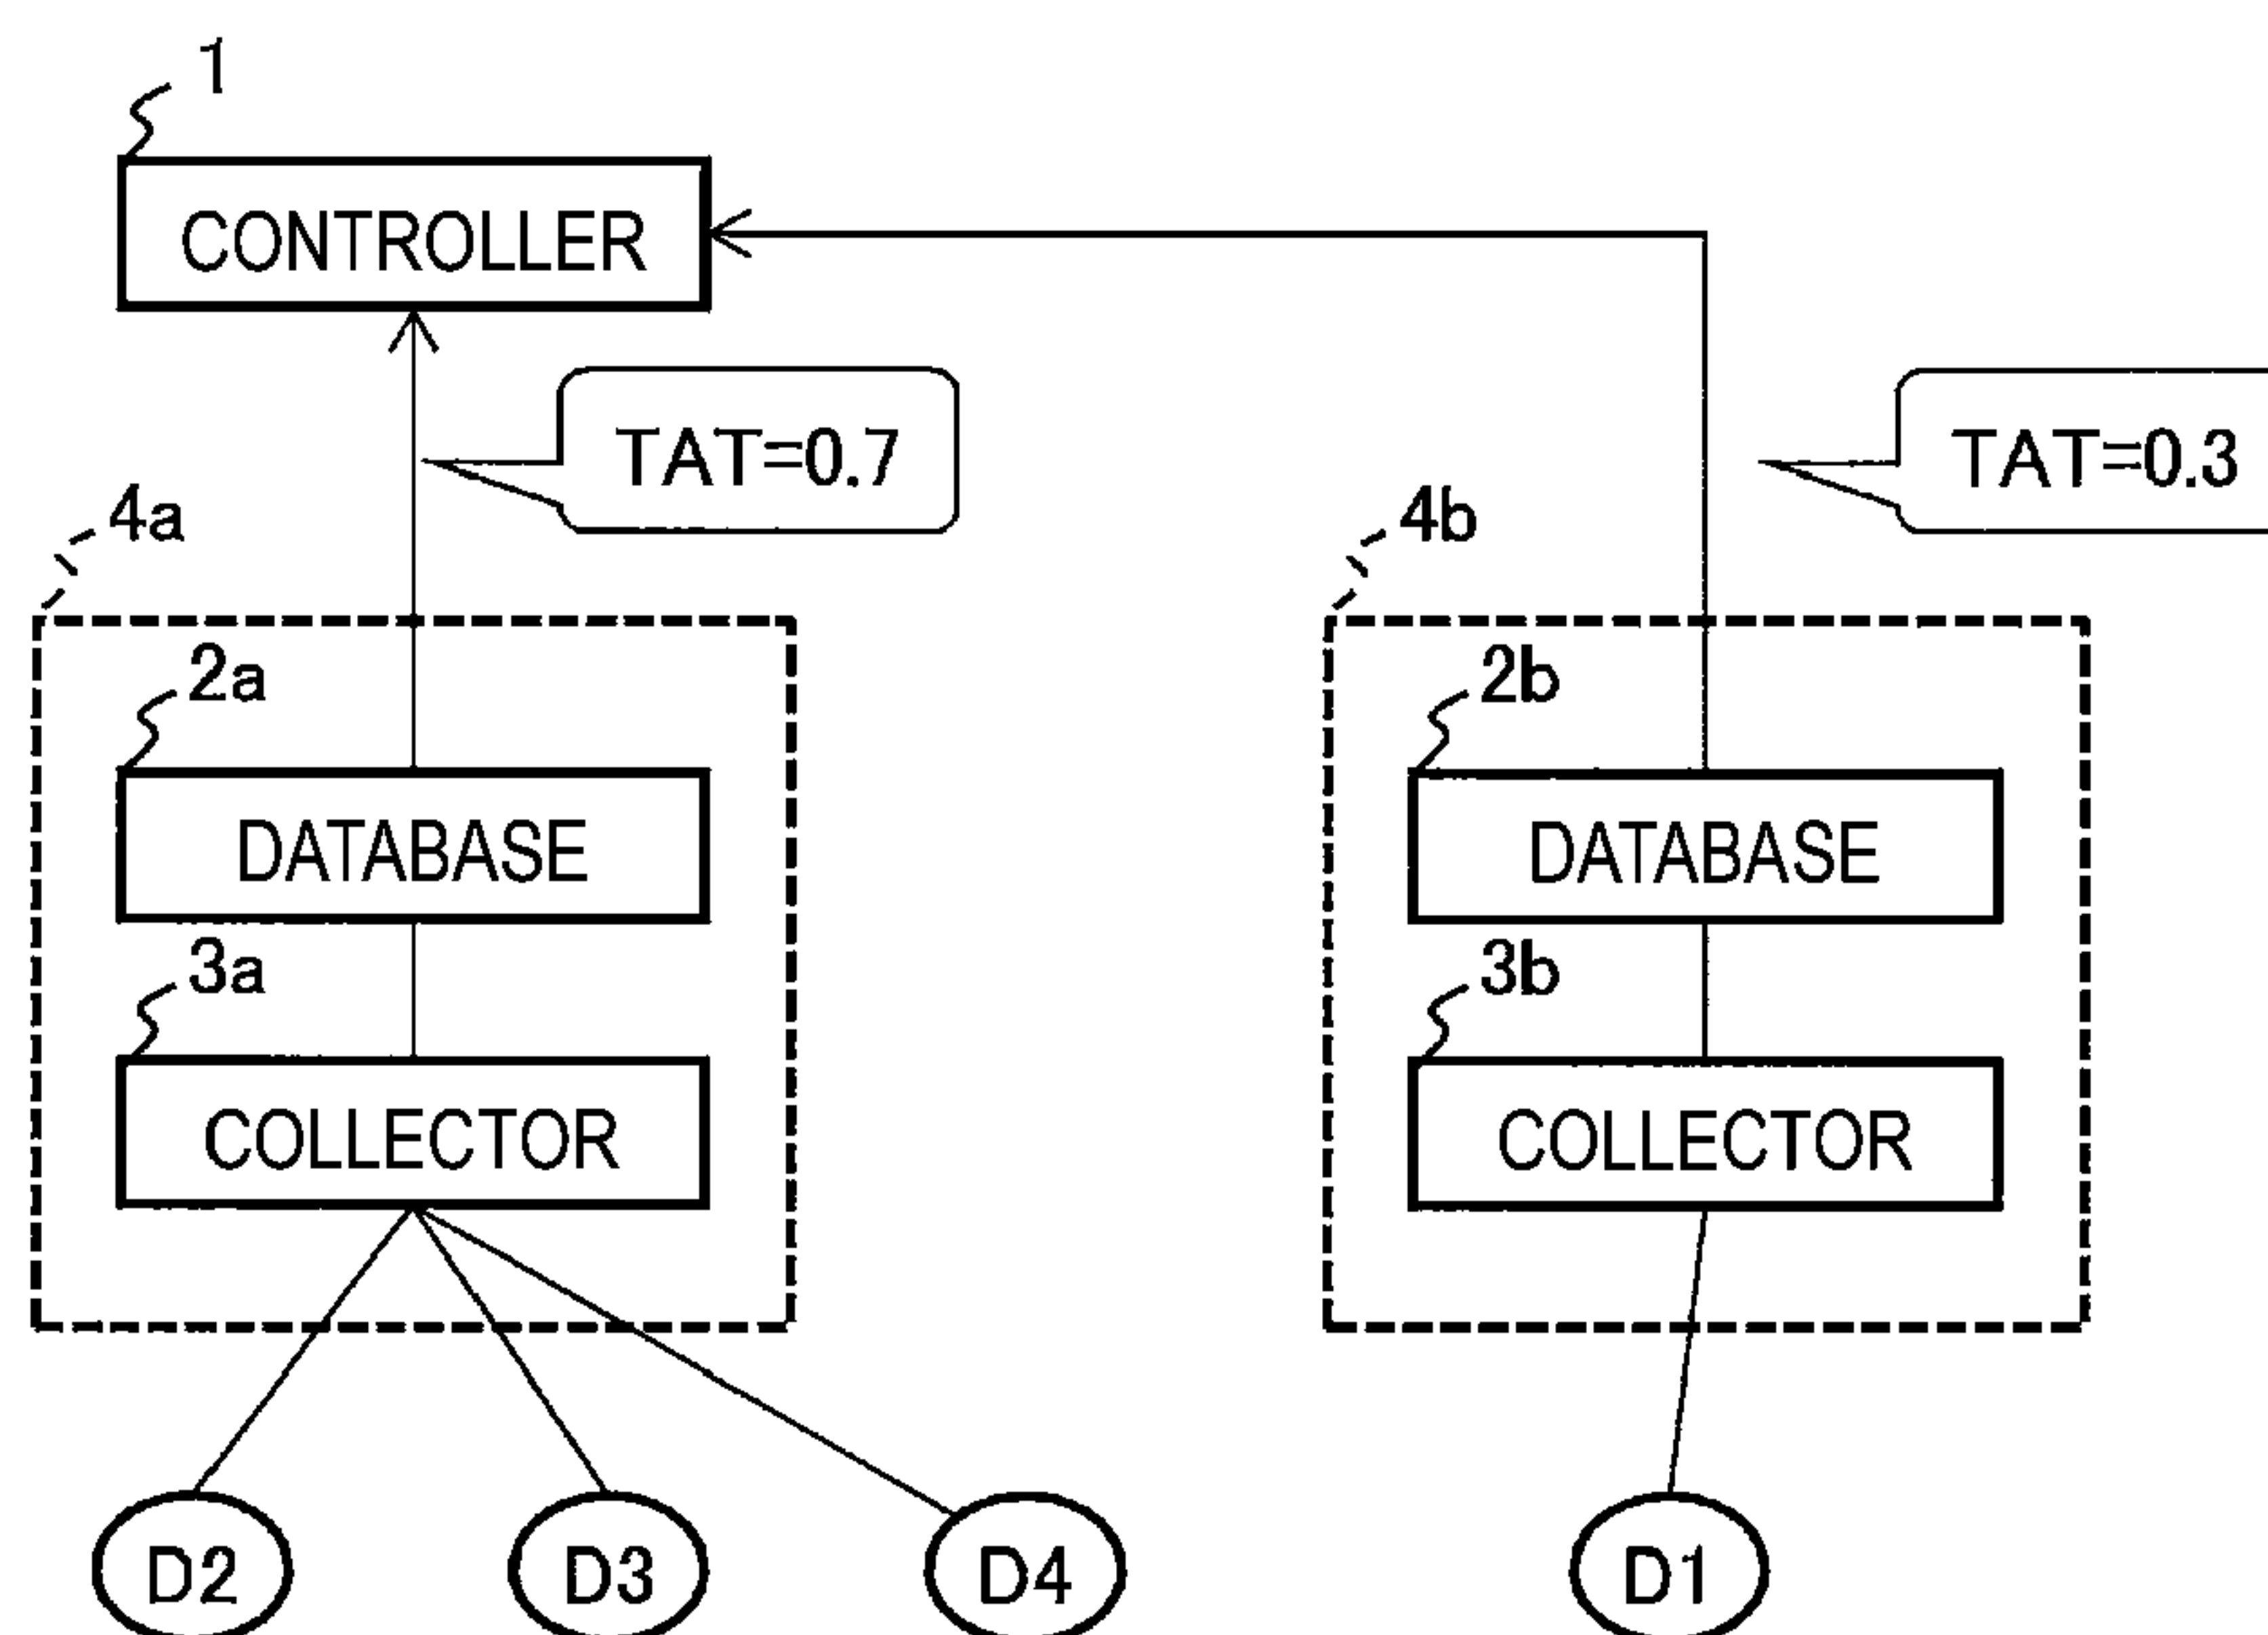 1
CONTROLLER
TAT=0.7
TAT=0.3
4a
4b
2a
2b
DATABASE
DATABASE
3a
3b
COLLECTOR
COLLECTOR
D2
D3
D4
D1